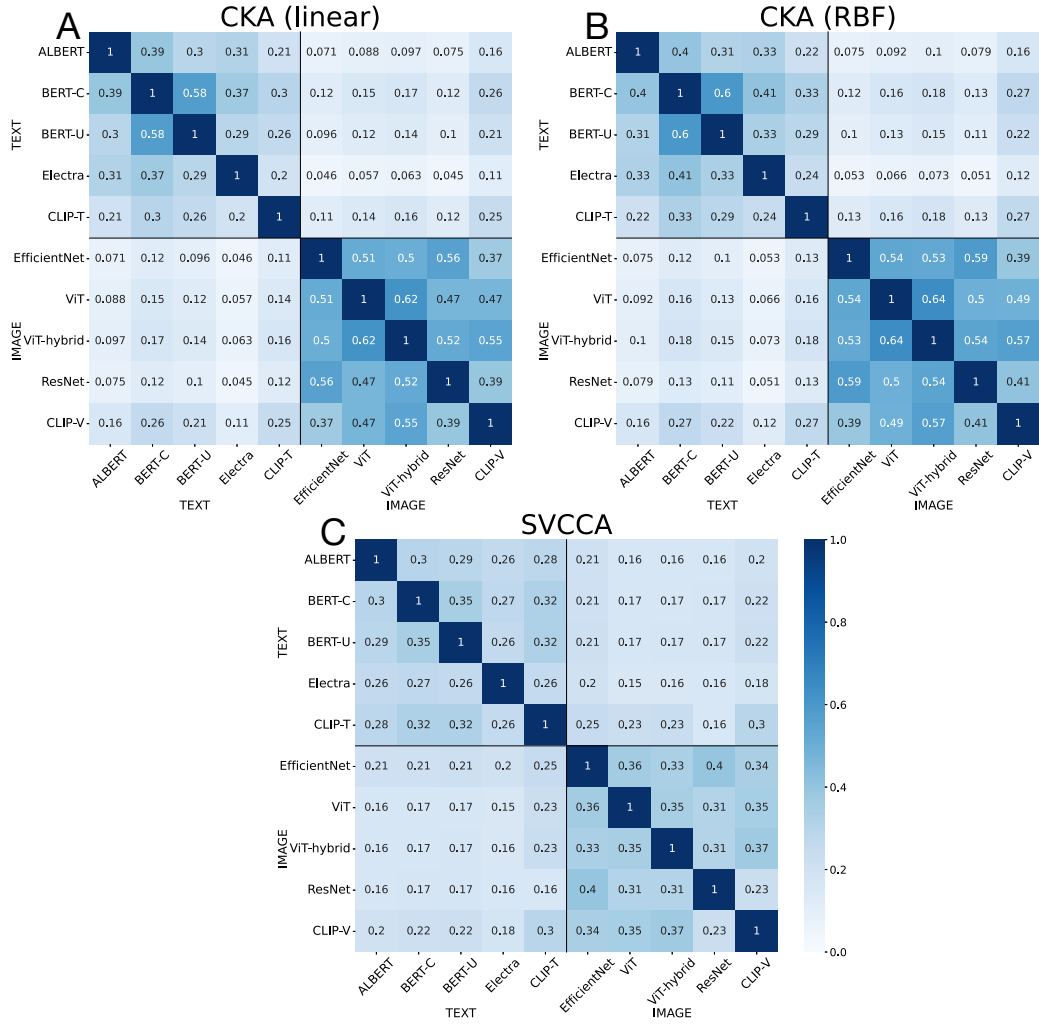 A CKA (linear)
ALBERT 1 0.39 0.3 0.31 0.21 0.071 0.088 0.097 0.075 0.16
BERT-C 0.39 1 0.58 0.37 0.3 0.12 0.15 0.17 0.12 0.26
BERT-U 0.3 0.58 1 0.29 0.26 0.096 0.12 0.14 0.1 0.21
Electra 0.31 0.37 0.29 1 0.2 0.046 0.057 0.063 0.045 0.11
CLIP-T 0.21 0.3 0.26 0.2 1 0.11 0.14 0.16 0.12 0.25
EfficientNet 0.071 0.12 0.096 0.046 0.11 1 0.51 0.5 0.56 0.37
ViT 0.088 0.15 0.12 0.057 0.14 0.51 1 0.62 0.47 0.47
ViT-hybrid 0.097 0.17 0.14 0.063 0.16 0.5 0.62 1 0.52 0.55
ResNet 0.075 0.12 0.1 0.045 0.12 0.56 0.47 0.52 1 0.39
CLIP-V 0.16 0.26 0.21 0.11 0.25 0.37 0.47 0.55 0.39 1
TEXT
IMAGE
ALBERT BERT-C BERT-U Electra CLIP-T EfficientNet ViT ViT-hybrid ResNet CLIP-V
TEXT IMAGE
B CKA (RBF)
ALBERT 1 0.4 0.31 0.33 0.22 0.075 0.092 0.1 0.079 0.16
BERT-C 0.4 1 0.6 0.41 0.33 0.12 0.16 0.18 0.13 0.27
BERT-U 0.31 0.6 1 0.33 0.29 0.1 0.13 0.15 0.11 0.22
Electra 0.33 0.41 0.33 1 0.24 0.053 0.066 0.073 0.051 0.12
CLIP-T 0.22 0.33 0.29 0.24 1 0.13 0.16 0.18 0.13 0.27
EfficientNet 0.075 0.12 0.1 0.053 0.13 1 0.54 0.53 0.59 0.39
ViT 0.092 0.16 0.13 0.066 0.16 0.54 1 0.64 0.5 0.49
ViT-hybrid 0.1 0.18 0.15 0.073 0.18 0.53 0.64 1 0.54 0.57
ResNet 0.079 0.13 0.11 0.051 0.13 0.59 0.5 0.54 1 0.41
CLIP-V 0.16 0.27 0.22 0.12 0.27 0.39 0.49 0.57 0.41 1
TEXT
IMAGE
ALBERT BERT-C BERT-U Electra CLIP-T EfficientNet ViT ViT-hybrid ResNet CLIP-V
TEXT IMAGE
C SVCCA
ALBERT 1 0.3 0.29 0.26 0.28 0.21 0.16 0.16 0.16 0.2
BERT-C 0.3 1 0.35 0.27 0.32 0.21 0.17 0.17 0.17 0.22
BERT-U 0.29 0.35 1 0.26 0.32 0.21 0.17 0.17 0.17 0.22
Electra 0.26 0.27 0.26 1 0.26 0.2 0.15 0.16 0.16 0.18
CLIP-T 0.28 0.32 0.32 0.26 1 0.25 0.23 0.23 0.16 0.3
EfficientNet 0.21 0.21 0.21 0.2 0.25 1 0.36 0.33 0.4 0.34
ViT 0.16 0.17 0.17 0.15 0.23 0.36 1 0.35 0.31 0.35
ViT-hybrid 0.16 0.17 0.17 0.16 0.23 0.33 0.35 1 0.31 0.37
ResNet 0.16 0.17 0.17 0.16 0.16 0.4 0.31 0.31 1 0.23
CLIP-V 0.2 0.22 0.22 0.18 0.3 0.34 0.35 0.37 0.23 1
TEXT
IMAGE
ALBERT BERT-C BERT-U Electra CLIP-T EfficientNet ViT ViT-hybrid ResNet CLIP-V
TEXT IMAGE
1.0
0.8
0.6
0.4
0.2
0.0